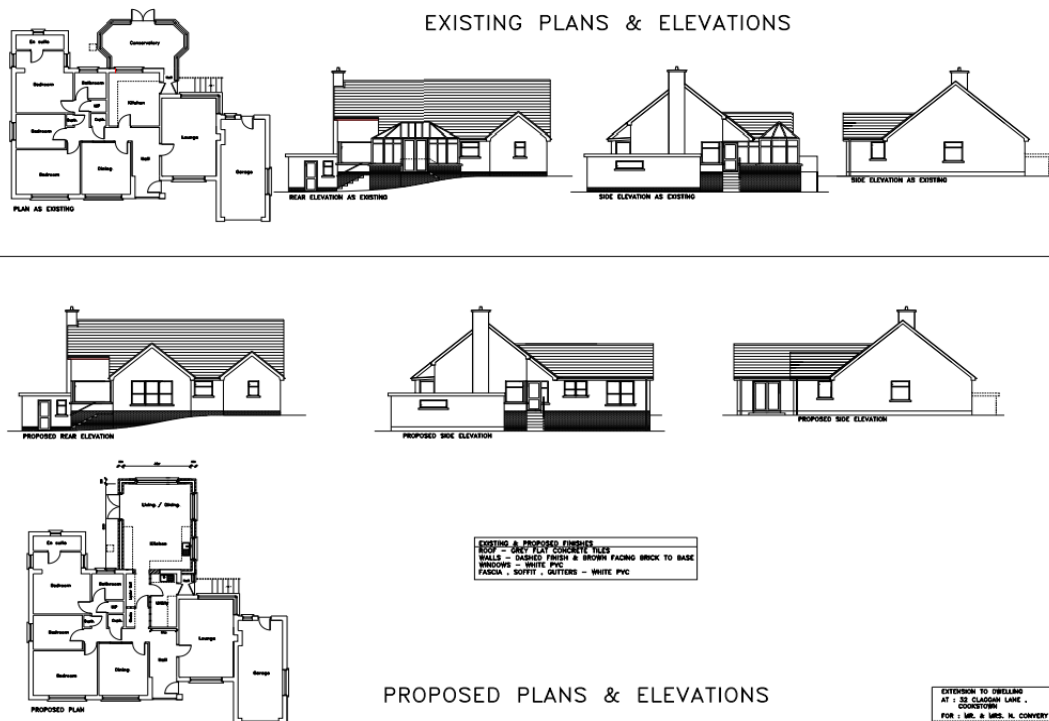 EXISTING PLANS & ELEVATIONS
En suite
Conservatory
Bedroom
Bathroom
Kitchen
HP
Bedroom
Lounge
Bedroom
Dining
Hall
Garage
PLAN AS EXISTING
REAR ELEVATION AS EXISTING
SIDE ELEVATION AS EXISTING
SIDE ELEVATION AS EXISTING
PROPOSED REAR ELEVATION
PROPOSED SIDE ELEVATION
PROPOSED SIDE ELEVATION
Living / Dining
Kitchen
En suite
Bedroom
Bathroom
Utility
Bedroom
Lounge
Bedroom
Dining
Hall
Garage
PROPOSED PLAN
EXISTING & PROPOSED FINISHES
ROOF - GREY FLAT CONCRETE TILES
WALLS - DASHED FINISH & BROWN FACING BRICK TO BASE
WINDOWS - WHITE PVC
FASCIA , SOFFIT , GUTTERS - WHITE PVC
PROPOSED PLANS & ELEVATIONS
EXTENSION TO DWELLING
AT : 32 CLAGGAN LANE ,
COOKSTOWN
FOR : MR. & MRS. N. CONVERY